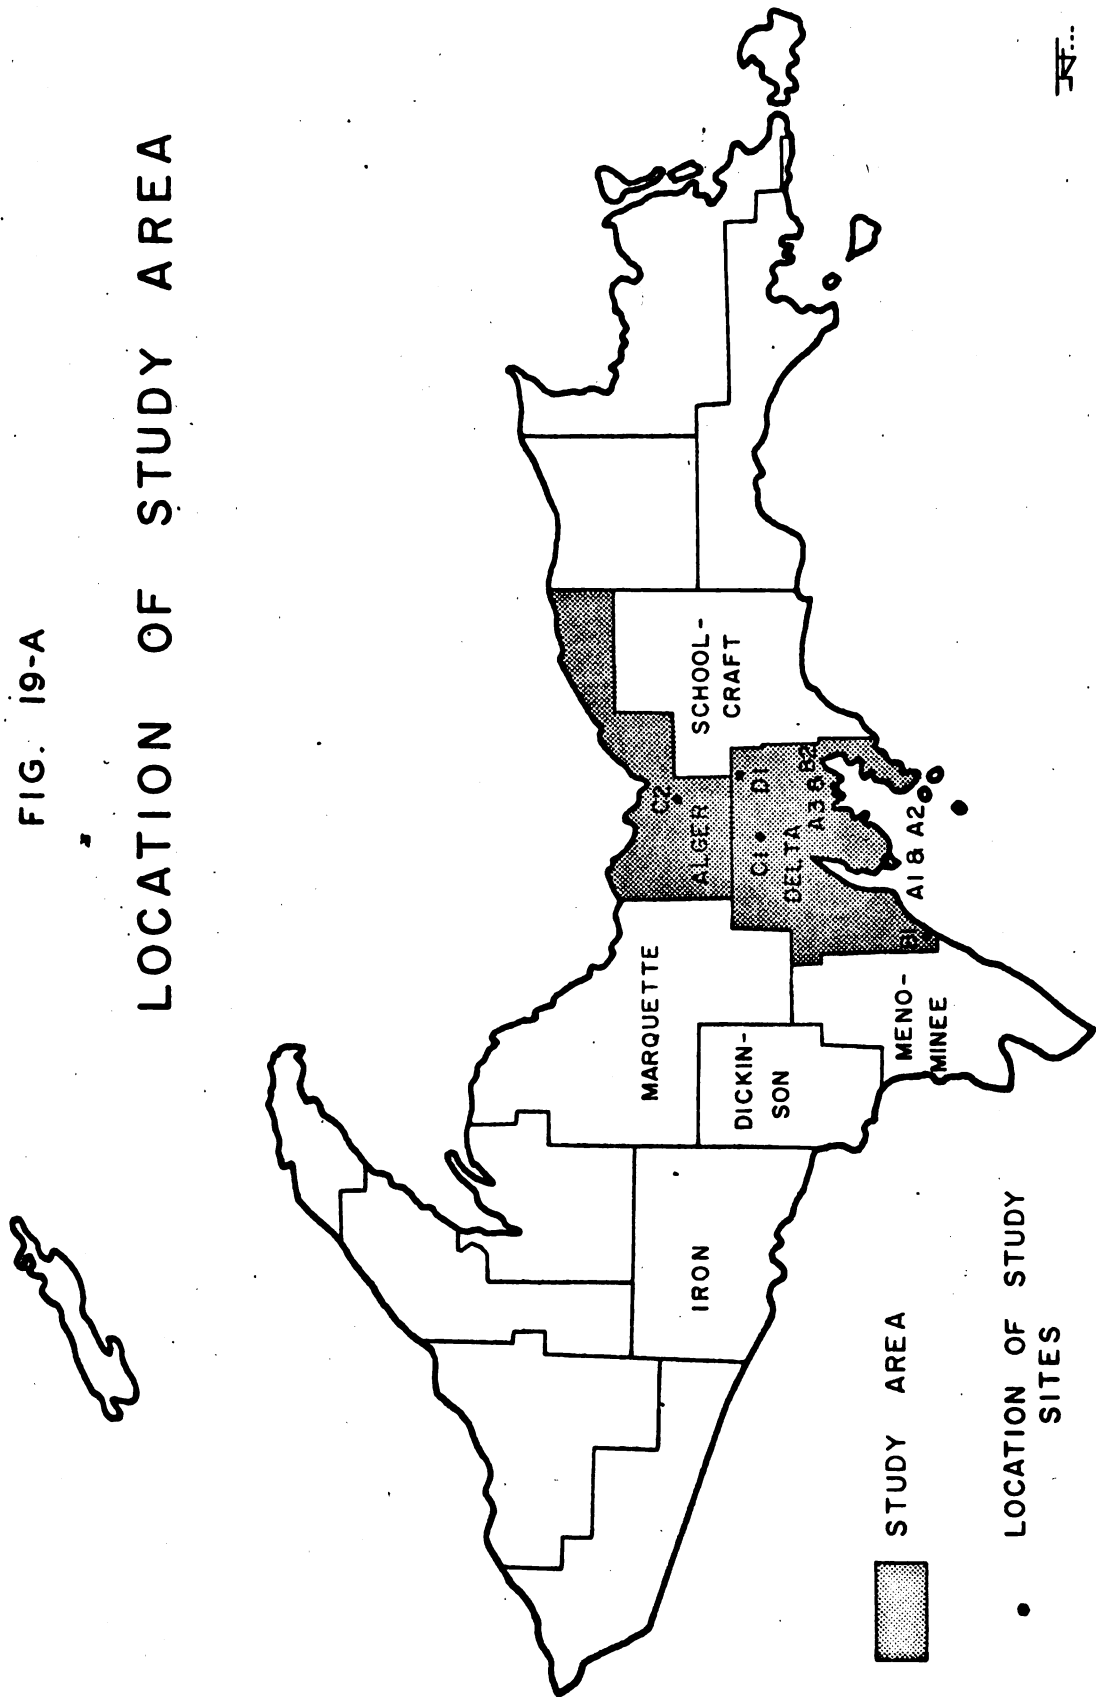 FIG. 19-A
LOCATION OF STUDY AREA
MARQUETTE
ALGER
C2
SCHOOL-
CRAFT
DICKIN-
SON
IRON
C1
D1
DELTA
A3 & B2
MENO-
MINEE
B1
A1 & A2
STUDY AREA
LOCATION OF STUDY
SITES